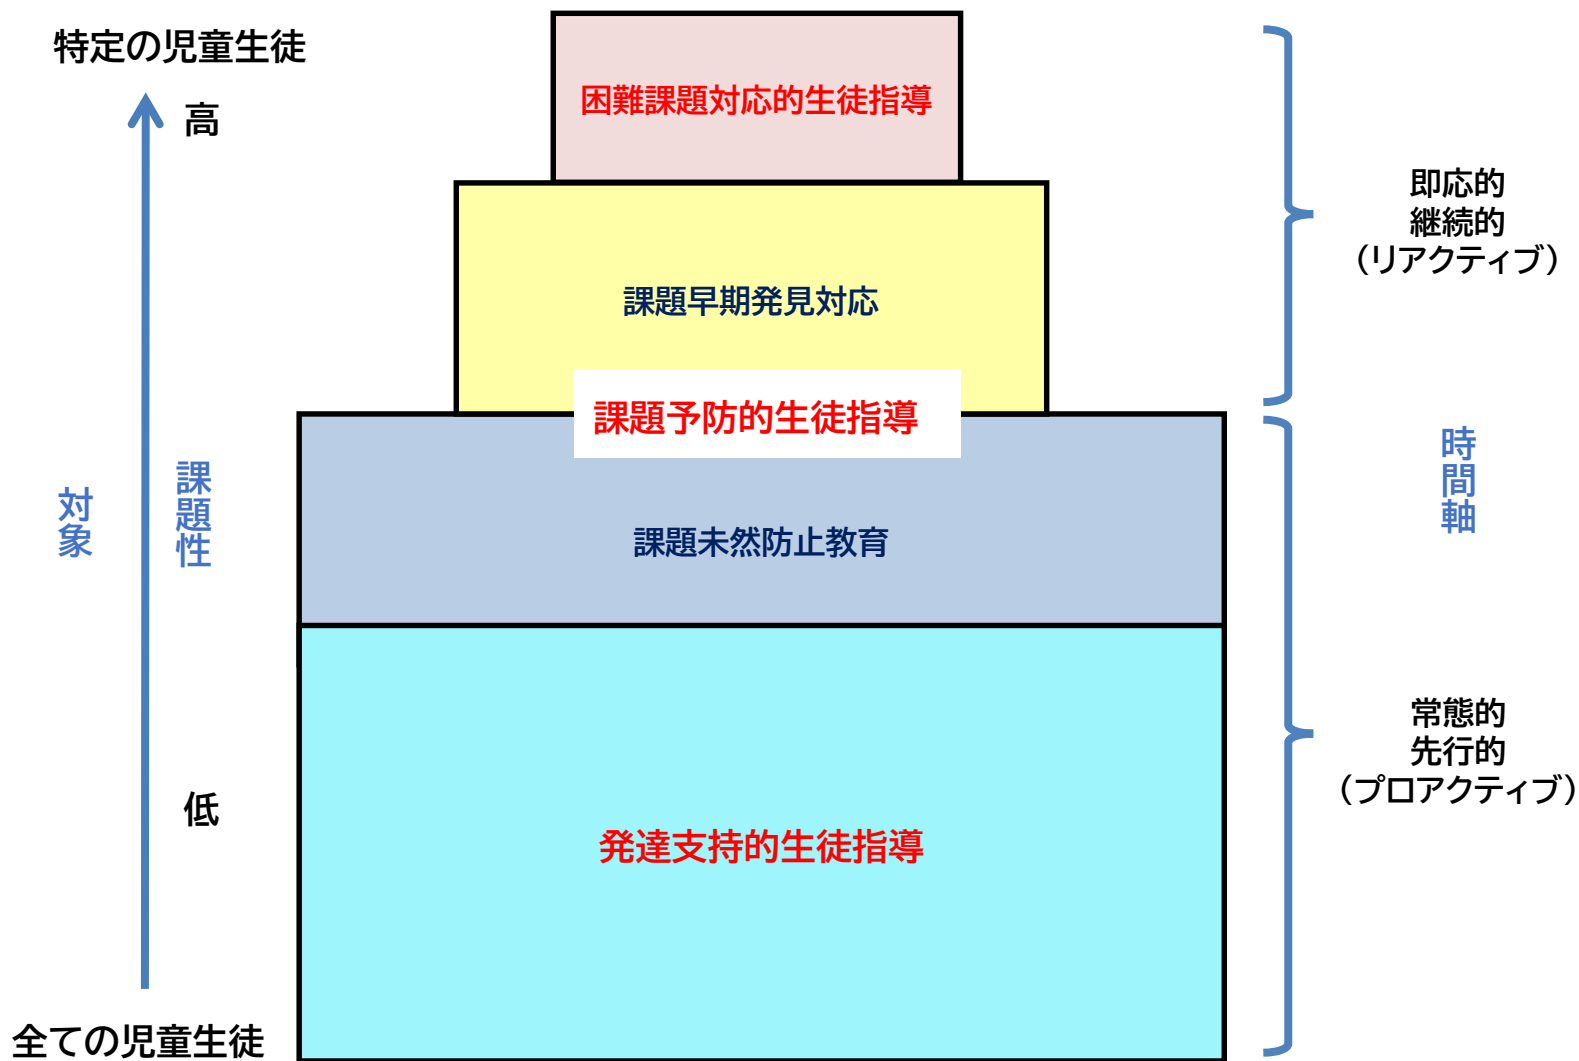 特定の児童生徒
高
困難課題対応的生徒指導
即応的
継続的
（リアクティブ）
課題早期発見対応
課題予防的生徒指導
対象
課題性
時間軸
課題未然防止教育
常態的
先行的
（プロアクティブ）
低
発達支持的生徒指導
全ての児童生徒